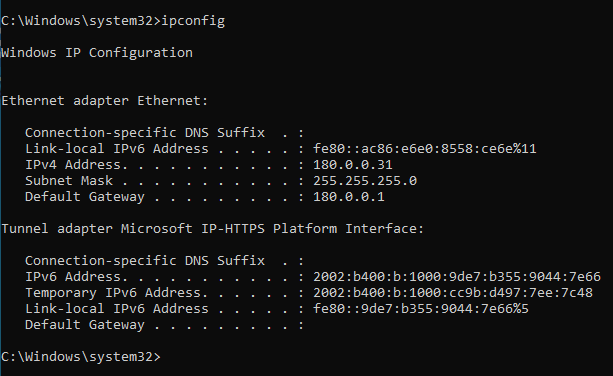 C:\Windows\system32>ipconfig
Windows IP Configuration
Ethernet adapter Ethernet:
Connection-specific DNS Suffix . :
Link-local IPv6 Address . . . . . : fe80::ac86:e6e0:8558:ce6e%11
IPv4 Address. . . . . . . . . . . : 180.0.0.31
Subnet Mask . . . . . . . . . . . : 255.255.255.0
Default Gateway . . . . . . . . . : 180.0.0.1
Tunnel adapter Microsoft IP-HTTPS Platform Interface:
Connection-specific DNS Suffix . :
IPv6 Address. . . . . . . . . . . : 2002:b400:b:1000:9de7:b355:9044:7e66
Temporary IPv6 Address. . . . . . : 2002:b400:b:1000:cc9b:d497:7ee:7c48
Link-local IPv6 Address . . . . . : fe80::9de7:b355:9044:7e66%5
Default Gateway . . . . . . . . . :
C:\Windows\system32>